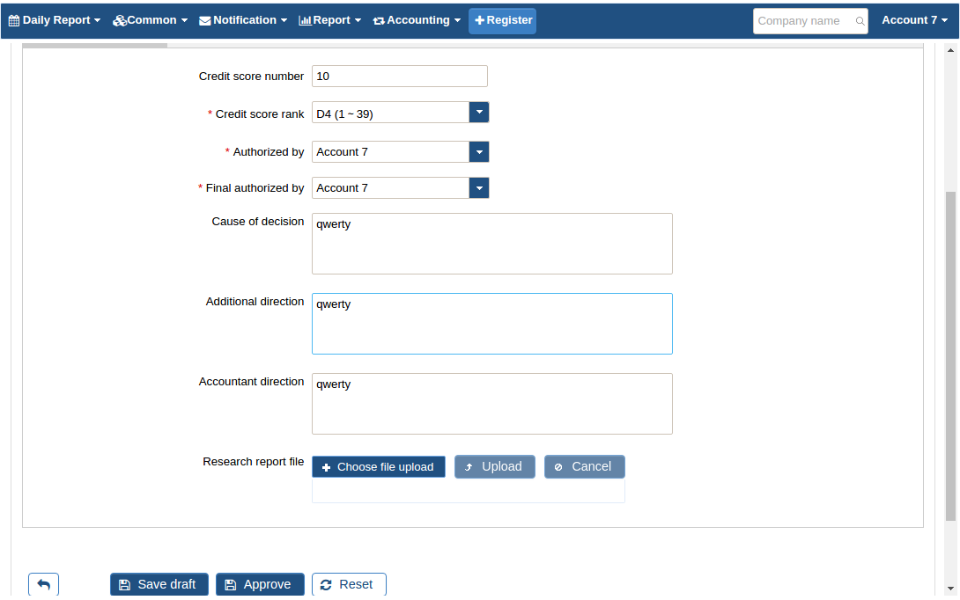 Daily Report Common Notification Report Accounting Register Company name Account 7
Credit score number 10
* Credit score rank D4 (1 ~ 39)
* Authorized by Account 7
* Final authorized by Account 7
Cause of decision qwerty
Additional direction qwerty
Accountant direction qwerty
Research report file Choose file upload Upload Cancel
Save draft Approve Reset